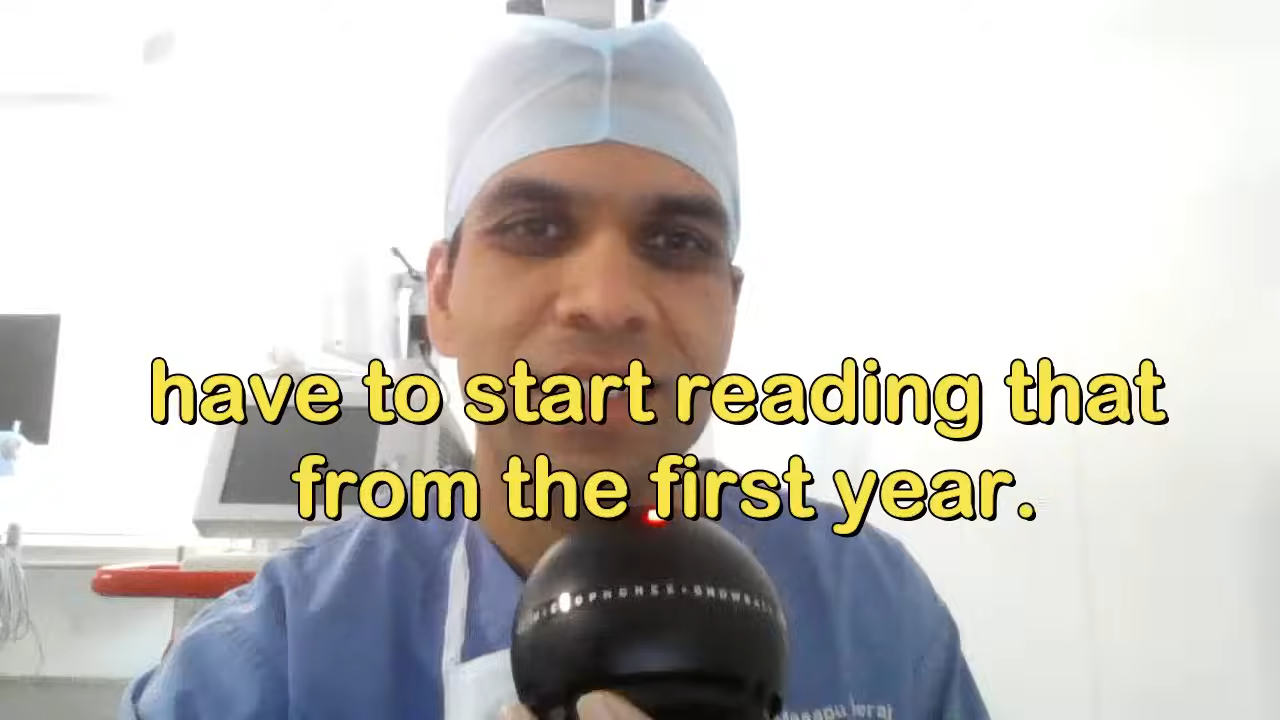 have to start reading that
from the first year.